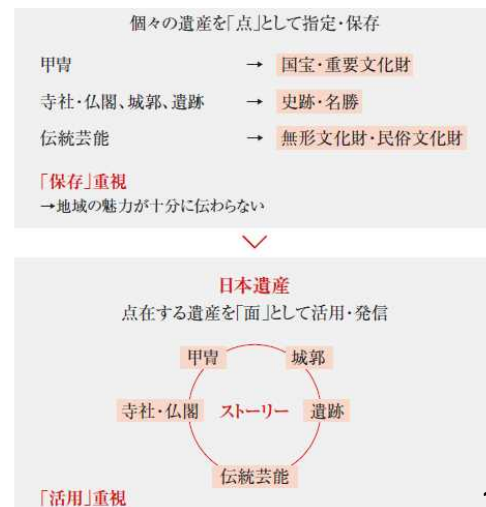 個々の遺産を「点」として指定・保存
甲冑 → 国宝・重要文化財
寺社・仏閣、城郭、遺跡 → 史跡・名勝
伝統芸能 → 無形文化財・民俗文化財
「保存」重視
→地域の魅力が十分に伝わらない
日本遺産
点在する遺産を「面」として活用・発信
甲冑 城郭
寺社・仏閣 ストーリー 遺跡
伝統芸能
「活用」重視